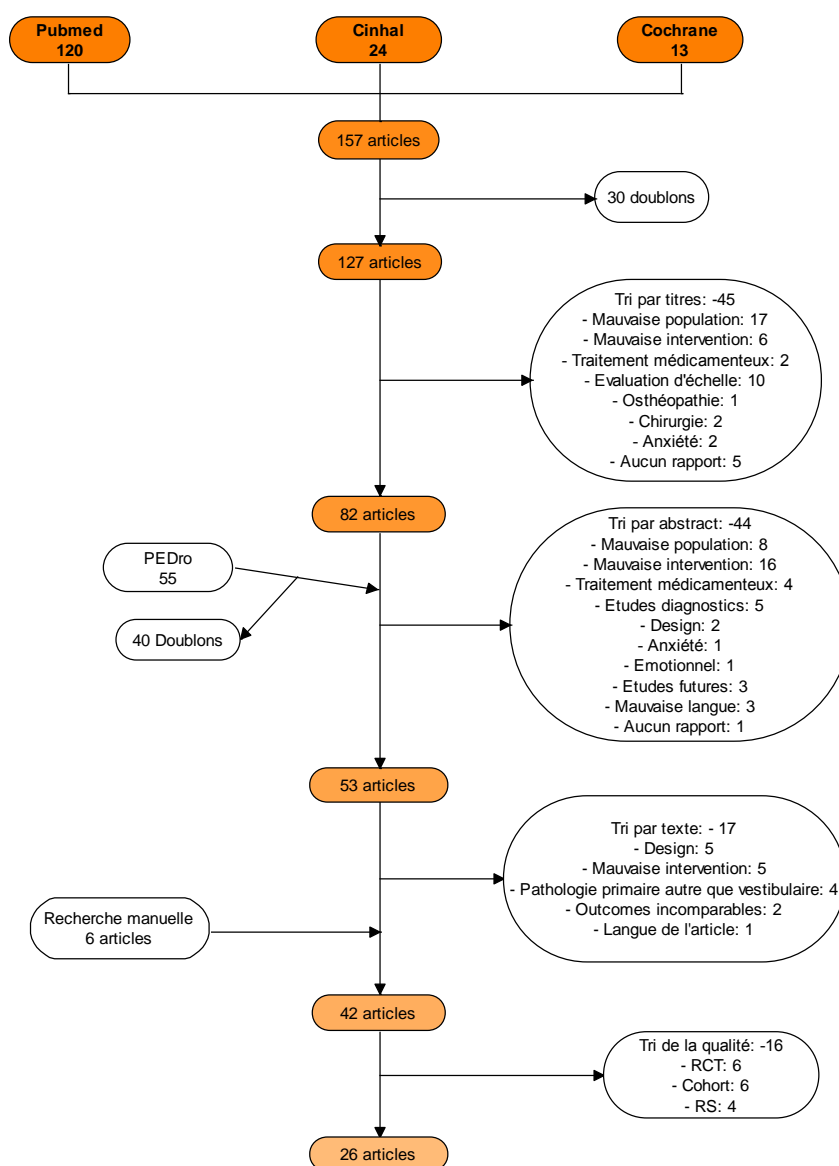 Pubmed
120
Cinhal
24
Cochrane
13
157 articles
30 doublons
127 articles
Tri par titres: -45
- Mauvaise population: 17
- Mauvaise intervention: 6
- Traitement médicamenteux: 2
- Evaluation d'échelle: 10
- Osthéopathie: 1
- Chirurgie: 2
- Anxiété: 2
- Aucun rapport: 5
82 articles
PEDro
55
40 Doublons
Tri par abstract: -44
- Mauvaise population: 8
- Mauvaise intervention: 16
- Traitement médicamenteux: 4
- Etudes diagnostics: 5
- Design: 2
- Anxiété: 1
- Emotionnel: 1
- Etudes futures: 3
- Mauvaise langue: 3
- Aucun rapport: 1
53 articles
Tri par texte: - 17
- Design: 5
- Mauvaise intervention: 5
- Pathologie primaire autre que vestibulaire: 4
- Outcomes incomparables: 2
- Langue de l'article: 1
Recherche manuelle
6 articles
42 articles
Tri de la qualité: -16
- RCT: 6
- Cohort: 6
- RS: 4
26 articles